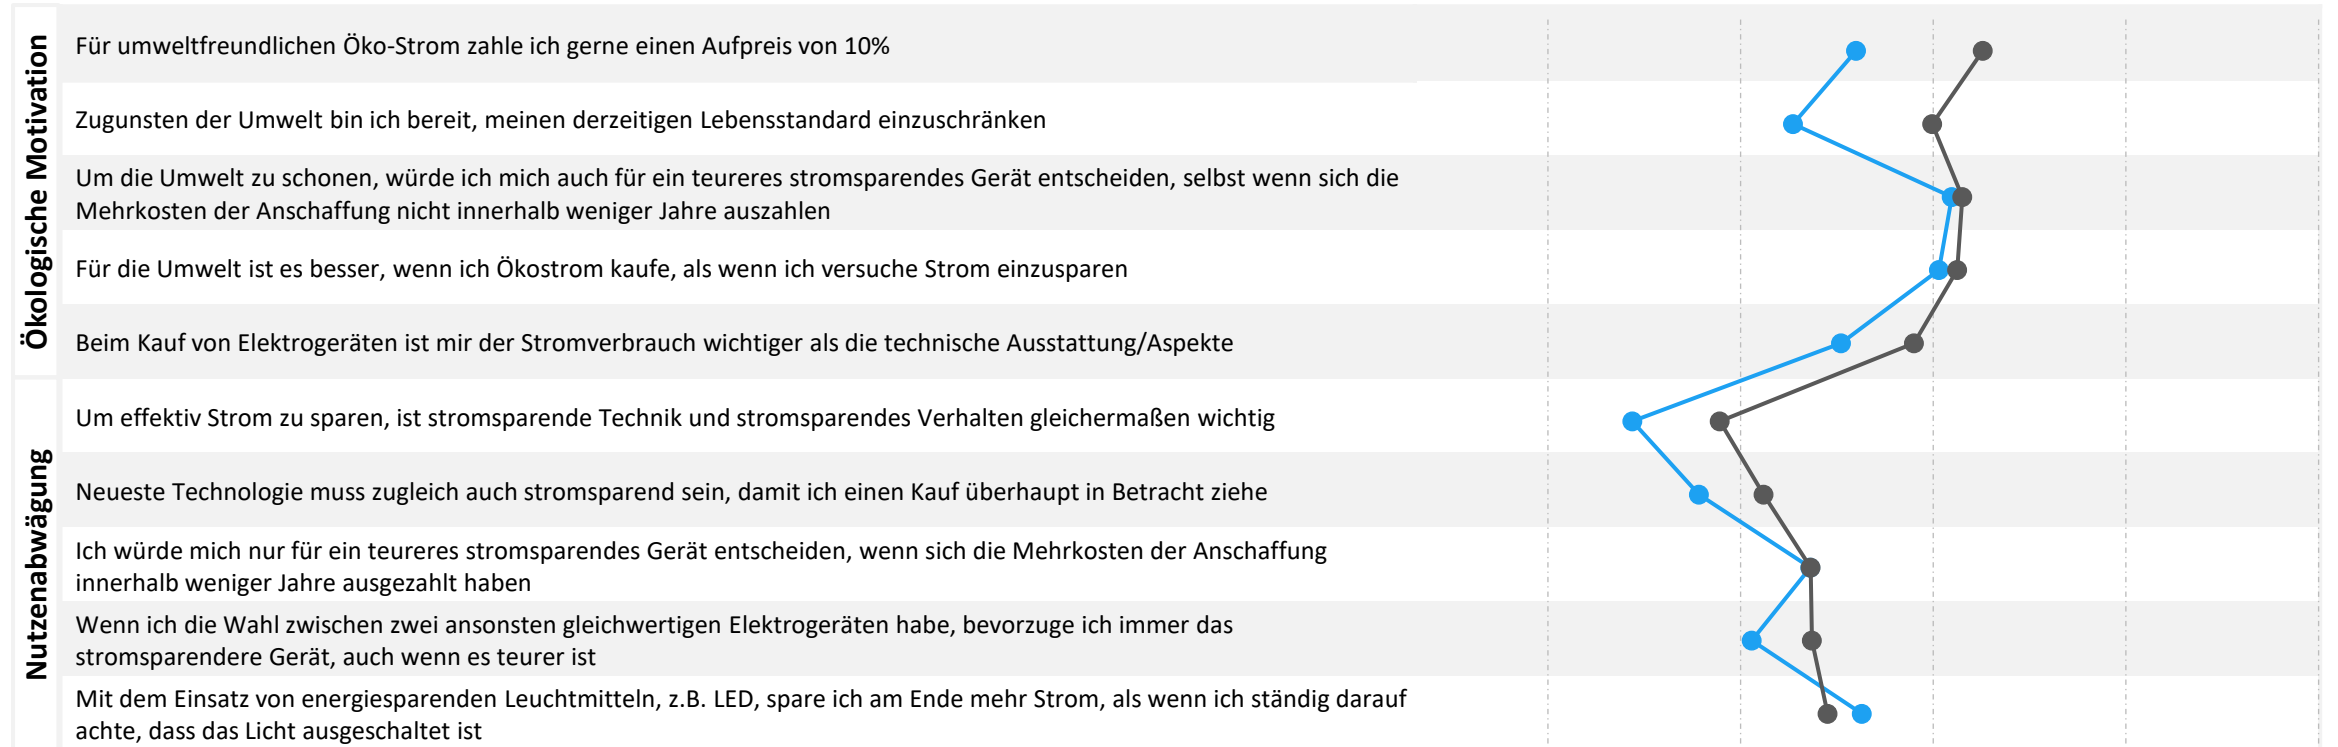 Ökologische Motivation
Für umweltfreundlichen Öko-Strom zahle ich gerne einen Aufpreis von 10%
Zugunsten der Umwelt bin ich bereit, meinen derzeitigen Lebensstandard einzuschränken
Um die Umwelt zu schonen, würde ich mich auch für ein teureres stromsparendes Gerät entscheiden, selbst wenn sich die
Mehrkosten der Anschaffung nicht innerhalb weniger Jahre auszahlen
Für die Umwelt ist es besser, wenn ich Ökostrom kaufe, als wenn ich versuche Strom einzusparen
Beim Kauf von Elektrogeräten ist mir der Stromverbrauch wichtiger als die technische Ausstattung/Aspekte
Nutzenabwägung
Um effektiv Strom zu sparen, ist stromsparende Technik und stromsparendes Verhalten gleichermaßen wichtig
Neueste Technologie muss zugleich auch stromsparend sein, damit ich einen Kauf überhaupt in Betracht ziehe
Ich würde mich nur für ein teureres stromsparendes Gerät entscheiden, wenn sich die Mehrkosten der Anschaffung
innerhalb weniger Jahre ausgezahlt haben
Wenn ich die Wahl zwischen zwei ansonsten gleichwertigen Elektrogeräten habe, bevorzuge ich immer das
stromsparendere Gerät, auch wenn es teurer ist
Mit dem Einsatz von energiesparenden Leuchtmitteln, z.B. LED, spare ich am Ende mehr Strom, als wenn ich ständig darauf
achte, dass das Licht ausgeschaltet ist